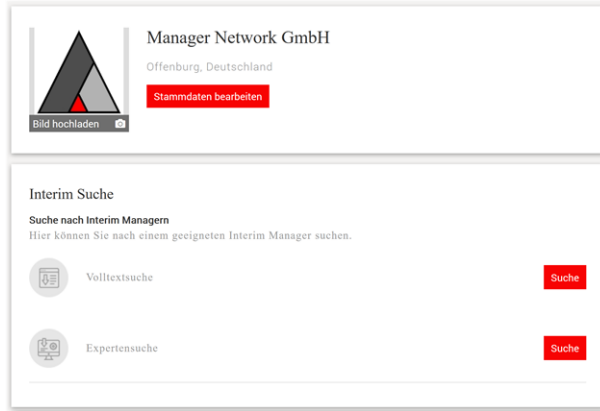 Manager Network GmbH
Offenburg, Deutschland
Stammdaten bearbeiten
Bild hochladen
Interim Suche
Suche nach Interim Managern
Hier können Sie nach einem geeigneten Interim Manager suchen.
Volltextsuche
Suche
Expertensuche
Suche